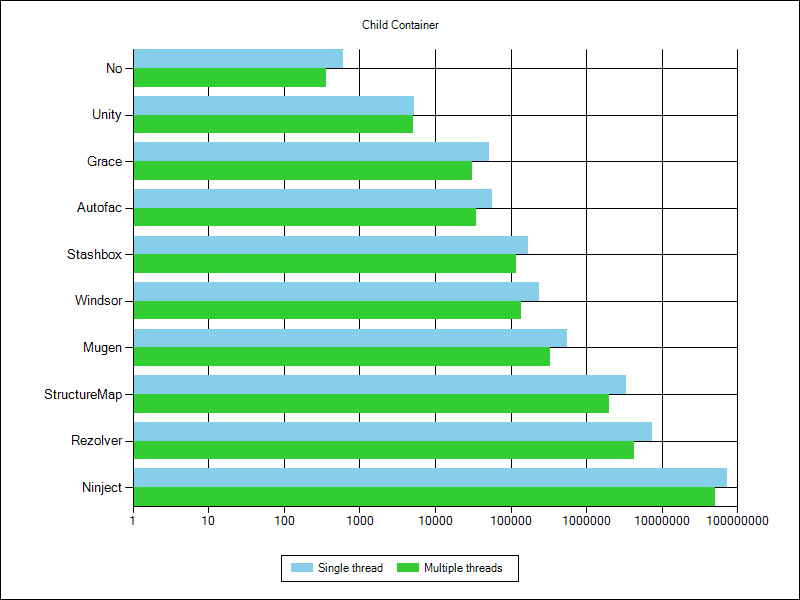 Child Container
No
Unity
Grace
Autofac
Stashbox
Windsor
Mugen
StructureMap
Rezolver
Ninject
1 10 100 1000 10000 100000 1000000 10000000 100000000
Single thread Multiple threads